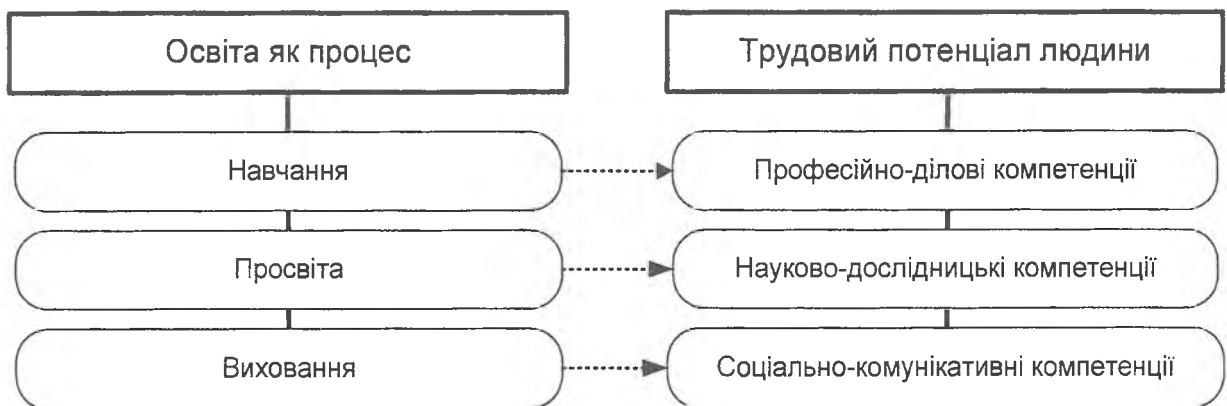 Освіта як процес
Трудовий потенціал людини
Навчання
Професійно-ділові компетенції
Просвіта
Науково-дослідницькі компетенції
Виховання
Соціально-комунікативні компетенції